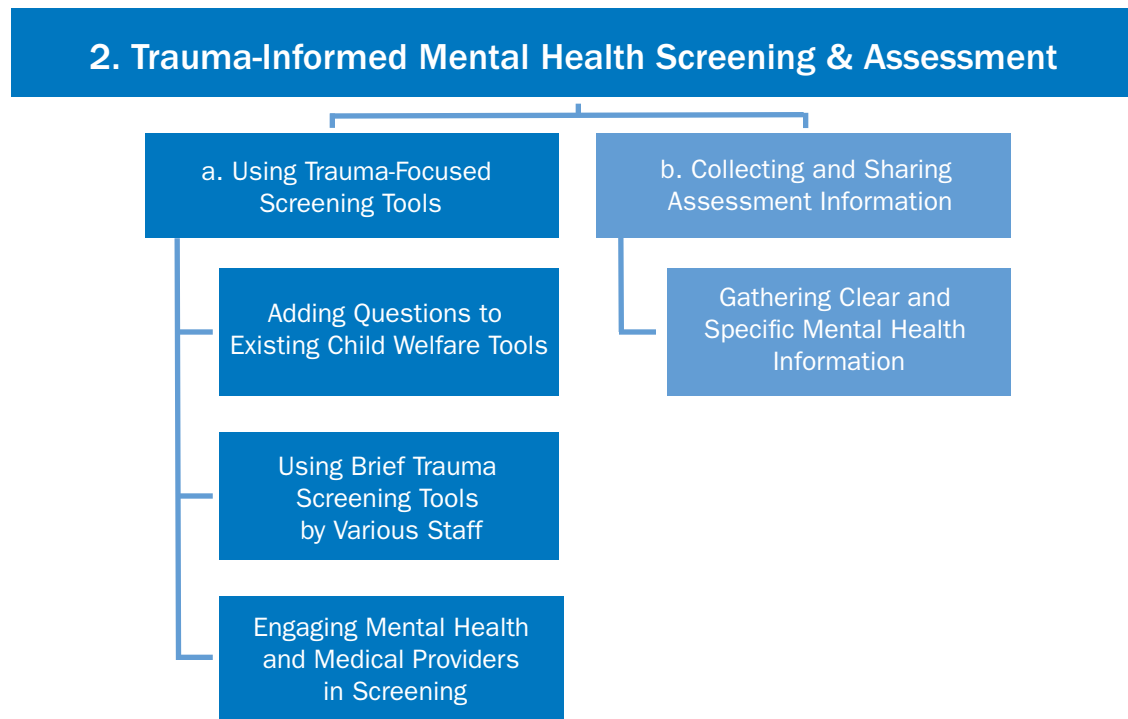 2. Trauma-Informed Mental Health Screening & Assessment
a. Using Trauma-Focused
Screening Tools
Adding Questions to
Existing Child Welfare Tools
Using Brief Trauma
Screening Tools
by Various Staff
Engaging Mental Health
and Medical Providers
in Screening
b. Collecting and Sharing
Assessment Information
Gathering Clear and
Specific Mental Health
Information